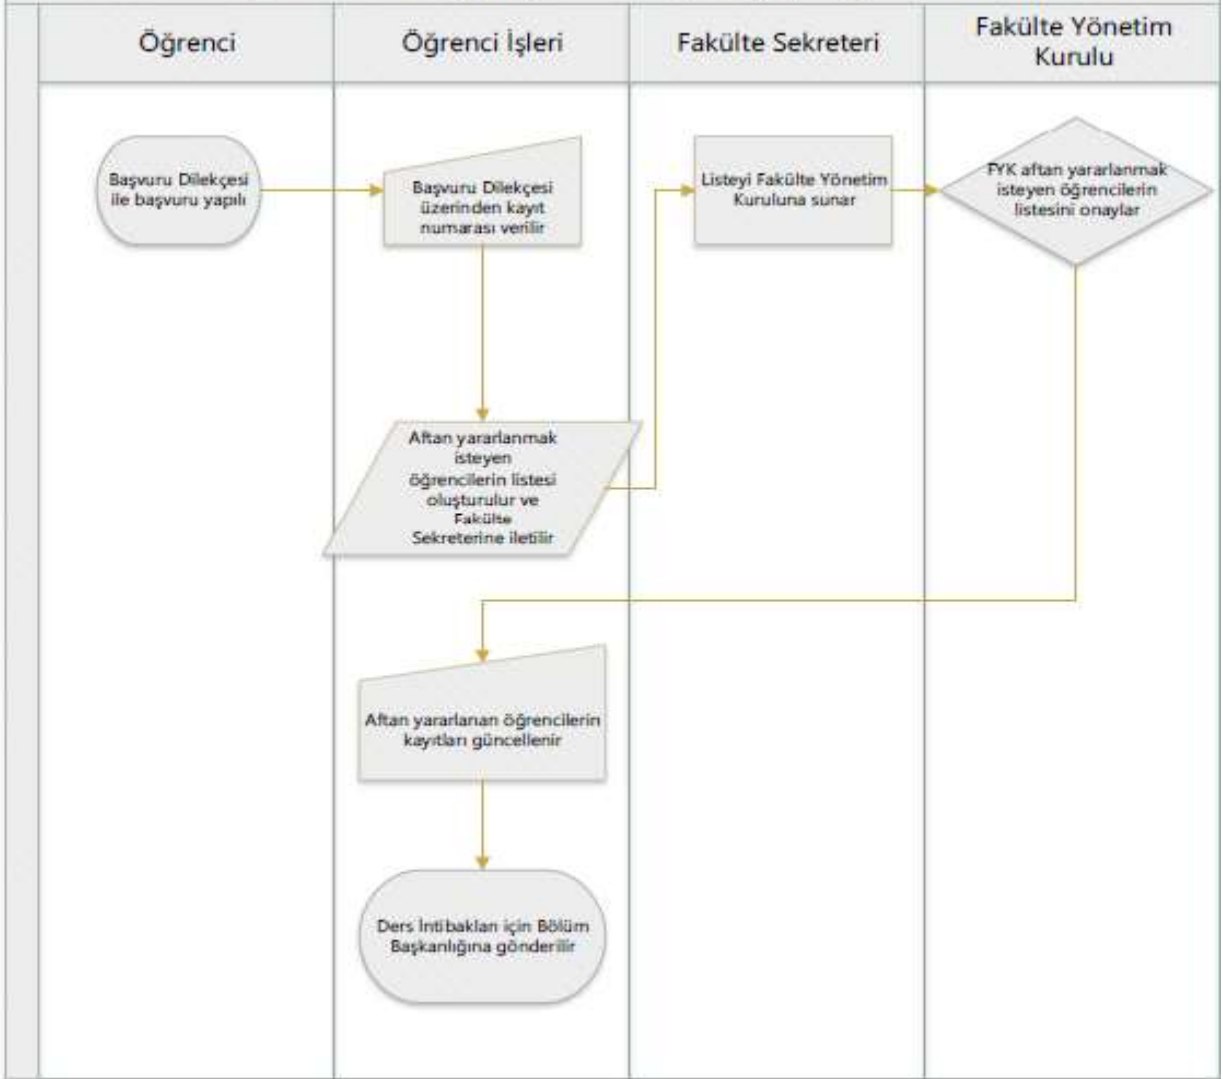 Öğrenci
Öğrenci İşleri
Fakülte Sekreteri
Fakülte Yönetim
Kurulu
Başvuru Dilekçesi
ile başvuru yapılı
Başvuru Dilekçesi
üzerinden kayıt
numarası verilir
Listeyi Fakülte Yönetim
Kuruluna sunar
FYK aftan yararlanmak
isteyen öğrencilerin
listesini onaylar
Aftan yararlanmak
isteyen
öğrencilerin listesi
oluşturulur ve
Fakülte
Sekreterine iletilir
Aftan yararlanan öğrencilerin
kayıtları güncellenir
Ders İntibakları için Bölüm
Başkanlığına gönderilir